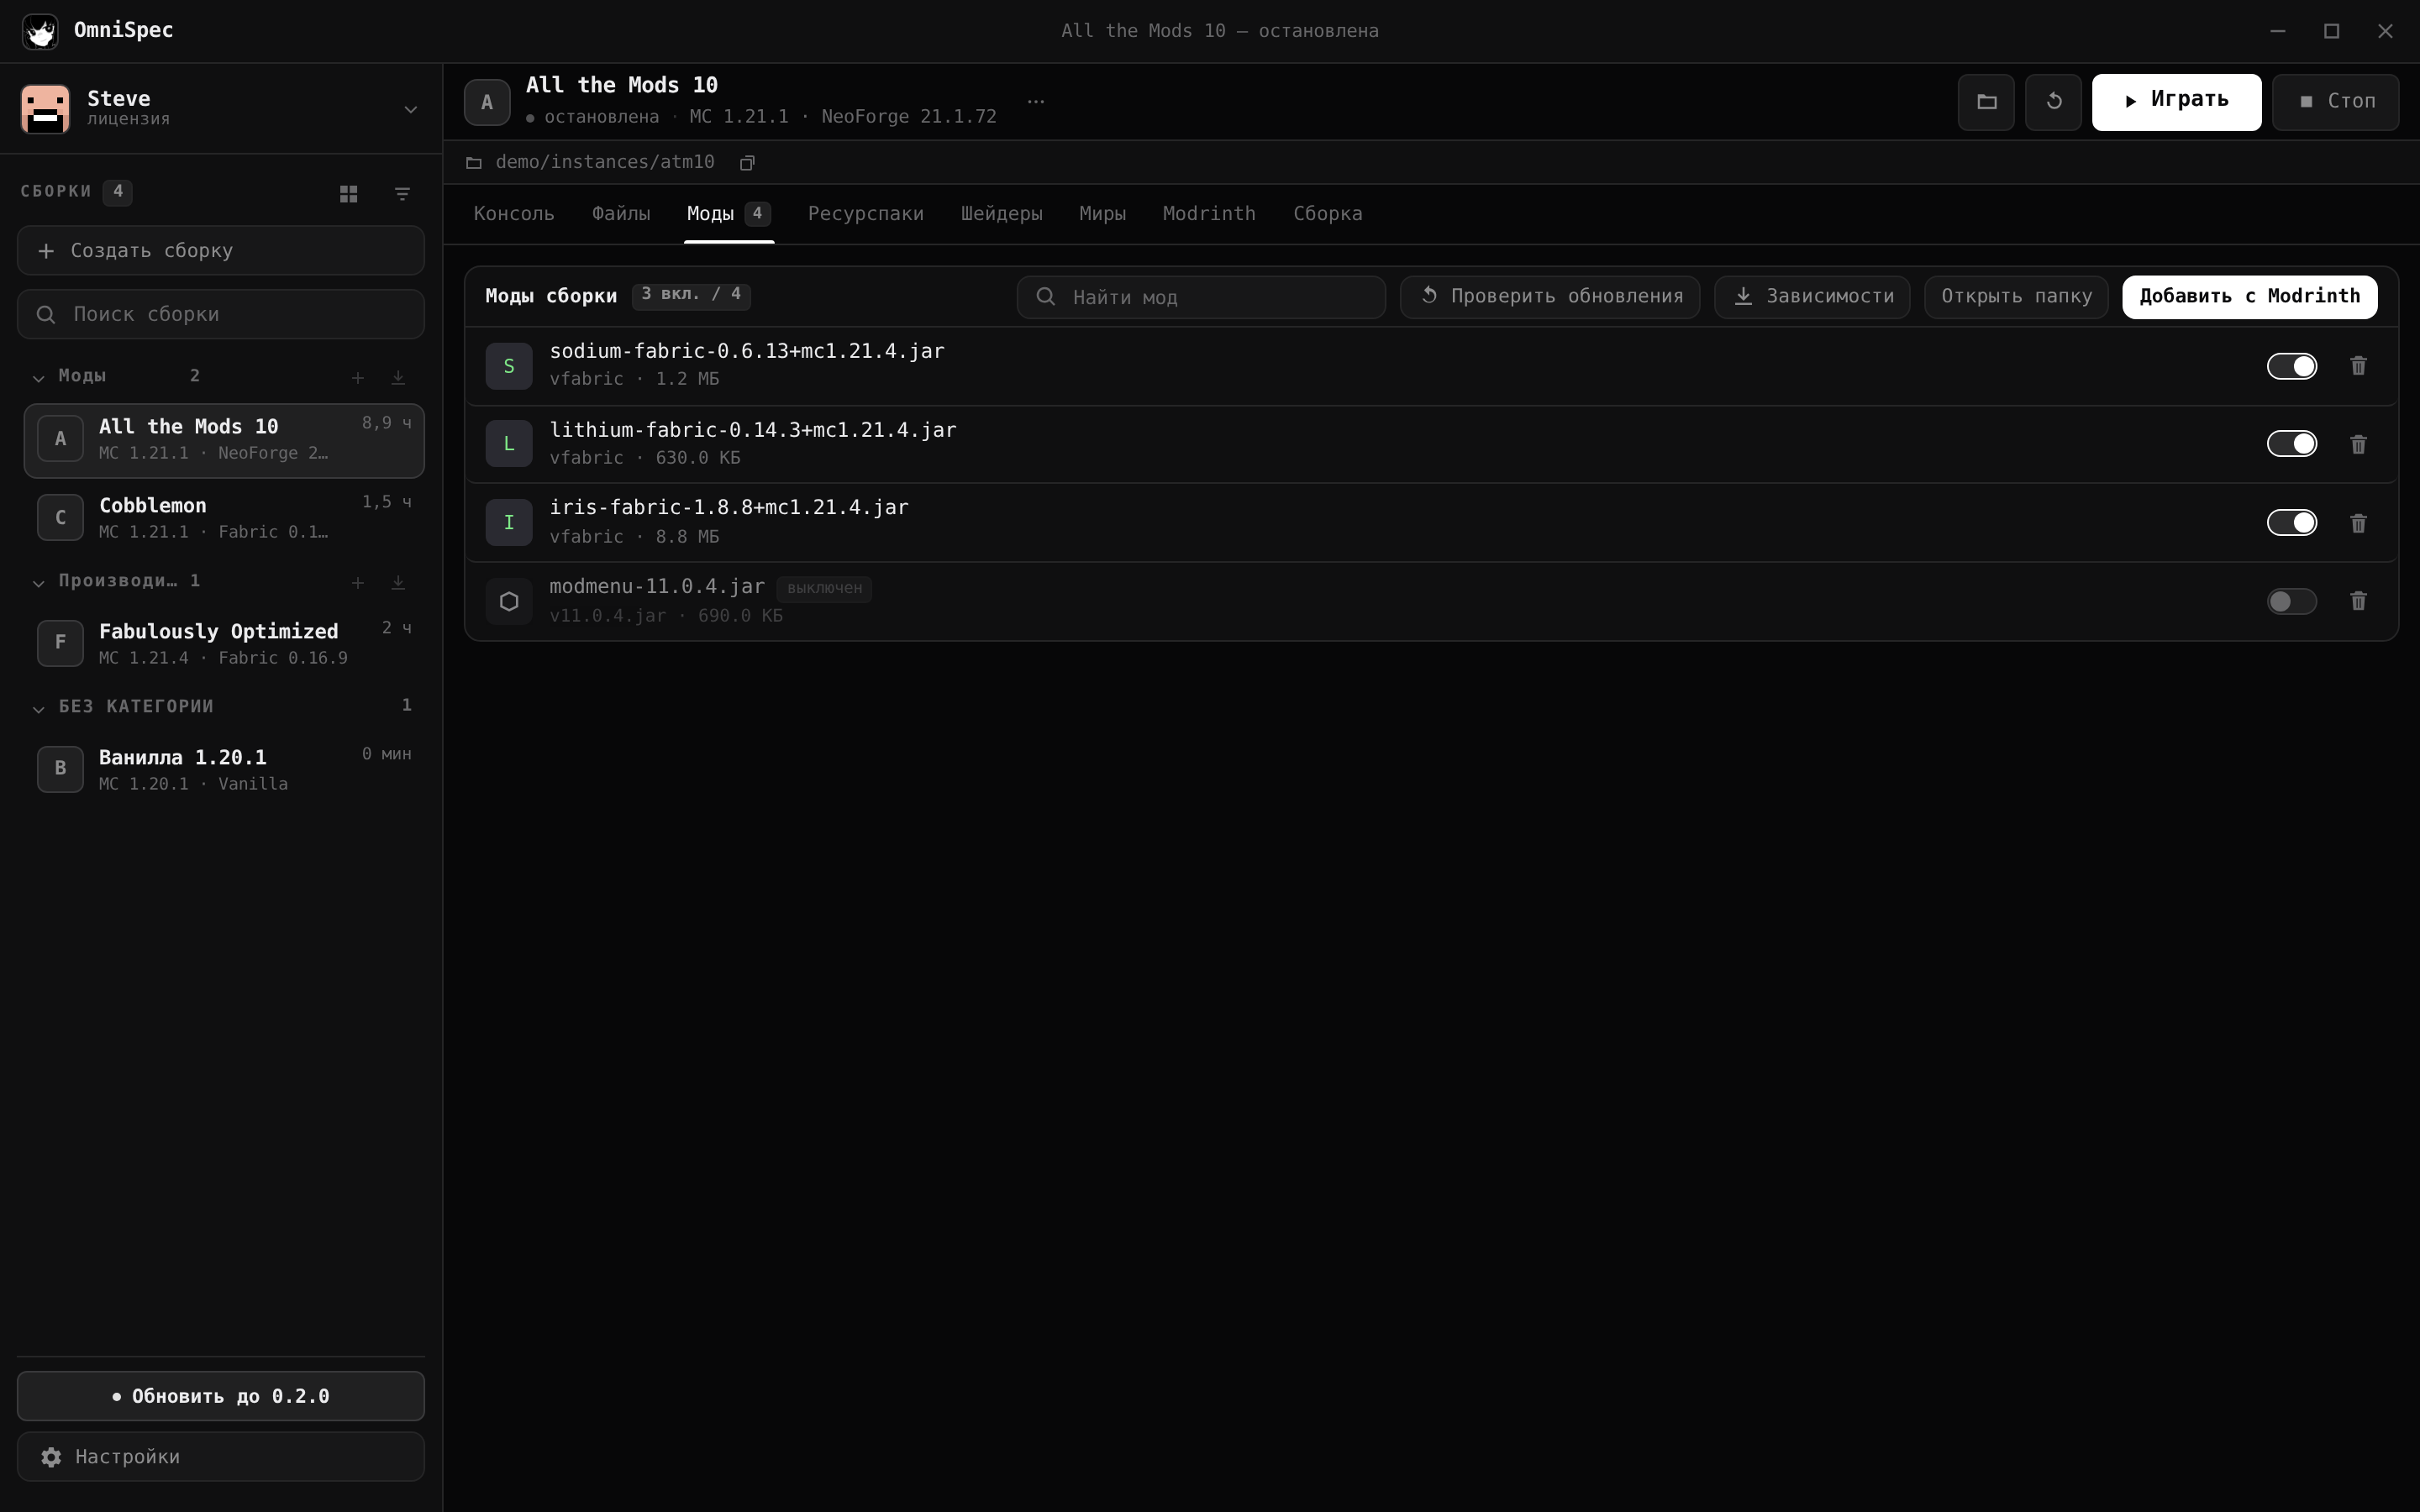 OmniSpec
All the Mods 10 — остановлена
Steve
лицензия
СБОРКИ 4
Создать сборку
Поиск сборки
Моды 2
A All the Mods 10 8,9 ч
MC 1.21.1 · NeoForge 2…
C Cobblemon 1,5 ч
MC 1.21.1 · Fabric 0.1…
Производи… 1
F Fabulously Optimized 2 ч
MC 1.21.4 · Fabric 0.16.9
БЕЗ КАТЕГОРИИ 1
В Ванилла 1.20.1 0 мин
MC 1.20.1 · Vanilla
• Обновить до 0.2.0
Настройки
A All the Mods 10
• остановлена · MC 1.21.1 · NeoForge 21.1.72
…
Играть
Стоп
demo/instances/atm10
Консоль Файлы Моды 4 Ресурспаки Шейдеры Миры Modrinth Сборка
Моды сборки 3 вкл. / 4 Найти мод Проверить обновления Зависимости Открыть папку Добавить с Modrinth
S sodium-fabric-0.6.13+mc1.21.4.jar
vfabric · 1.2 МБ
L lithium-fabric-0.14.3+mc1.21.4.jar
vfabric · 630.0 КБ
I iris-fabric-1.8.8+mc1.21.4.jar
vfabric · 8.8 МБ
modmenu-11.0.4.jar выключен
v11.0.4.jar · 690.0 КБ